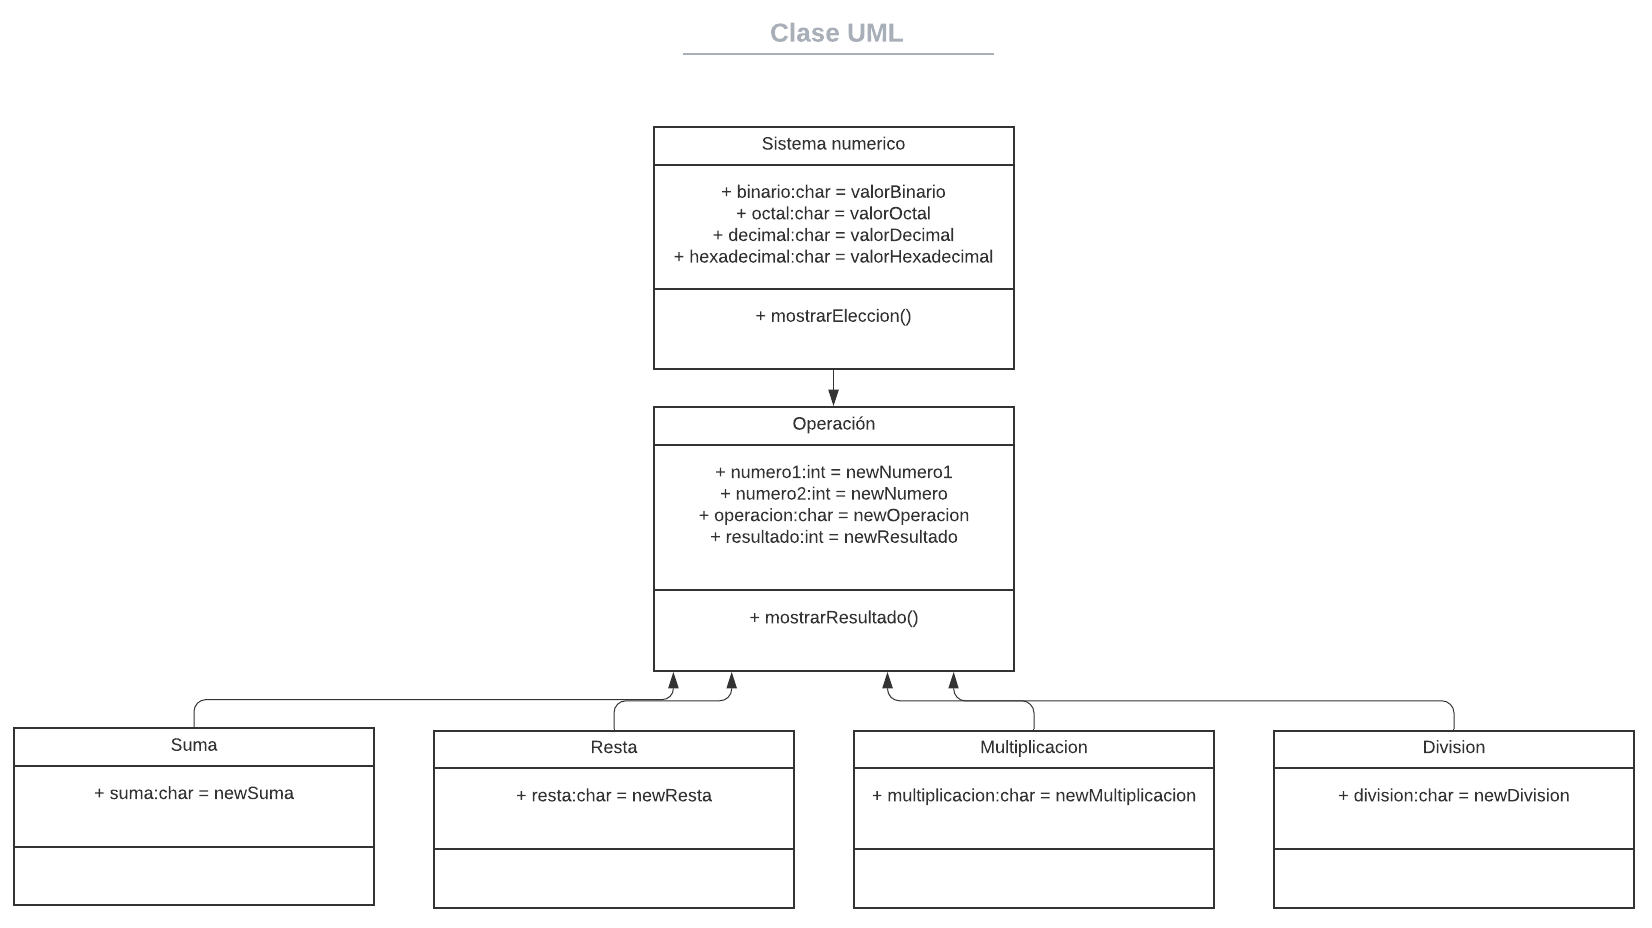 Clase UML
Sistema numerico
+ binario:char = valorBinario
+ octal:char = valorOctal
+ decimal:char = valorDecimal
+ hexadecimal:char = valorHexadecimal
+ mostrarEleccion()
Operación
+ numero1:int = newNumero1
+ numero2:int = newNumero
+ operacion:char = newOperacion
+ resultado:int = newResultado
+ mostrarResultado()
Suma
+ suma:char = newSuma
Resta
+ resta:char = newResta
Multiplicacion
+ multiplicacion:char = newMultiplicacion
Division
+ division:char = newDivision